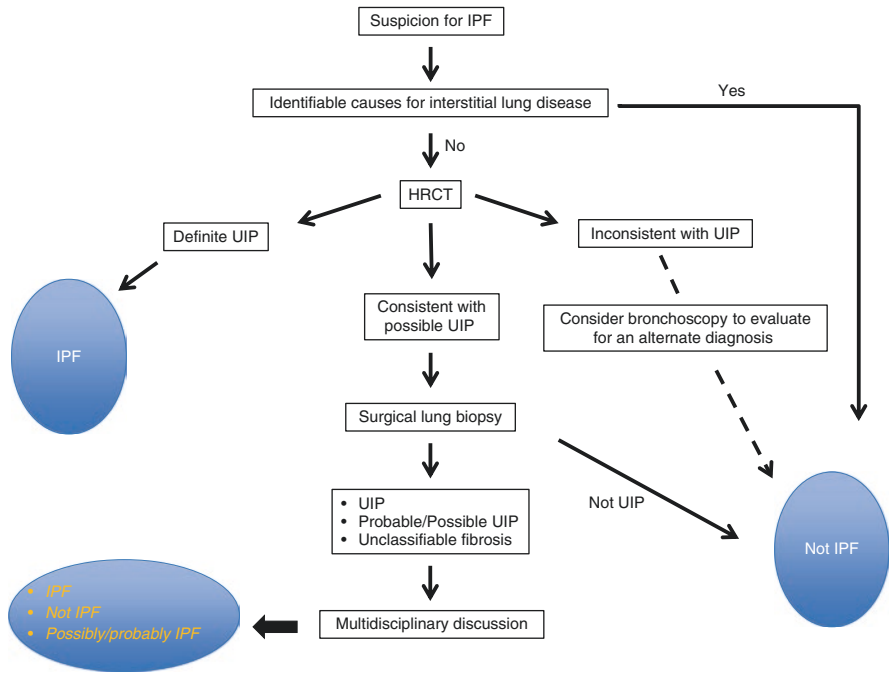 Suspicion for IPF
Identifiable causes for interstitial lung disease
Yes
No
HRCT
Definite UIP
Inconsistent with UIP
Consistent with
possible UIP
Consider bronchoscopy to evaluate
for an alternate diagnosis
IPF
Surgical lung biopsy
• UIP
• Probable/Possible UIP
• Unclassifiable fibrosis
Not UIP
Not IPF
• IPF
• Not IPF
• Possibly/probably IPF
Multidisciplinary discussion